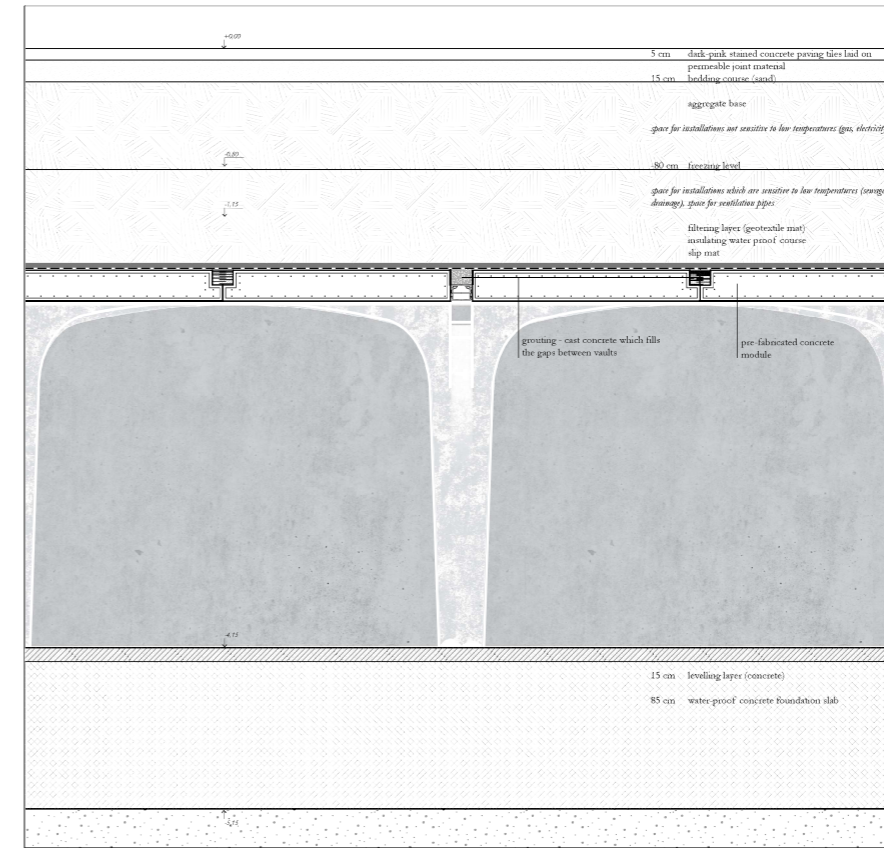 +0,00
5 cm dark-pink stained concrete paving tiles laid on
permeable joint material
15 cm bedding course (sand)
aggregate base
space for installations not sensitive to low temperatures (gas, electricity
-0,80
-80 cm freezing level
space for installations which are sensitive to low temperatures (sewage
drainage), space for ventilation pipes
-1,15
filtering layer (geotextile mat)
insulating water proof course
slip mat
grouting - cast concrete which fills
the gaps between vaults
pre-fabricated concrete
module
-4,15
15 cm levelling layer (concrete)
85 cm water-proof concrete foundation slab